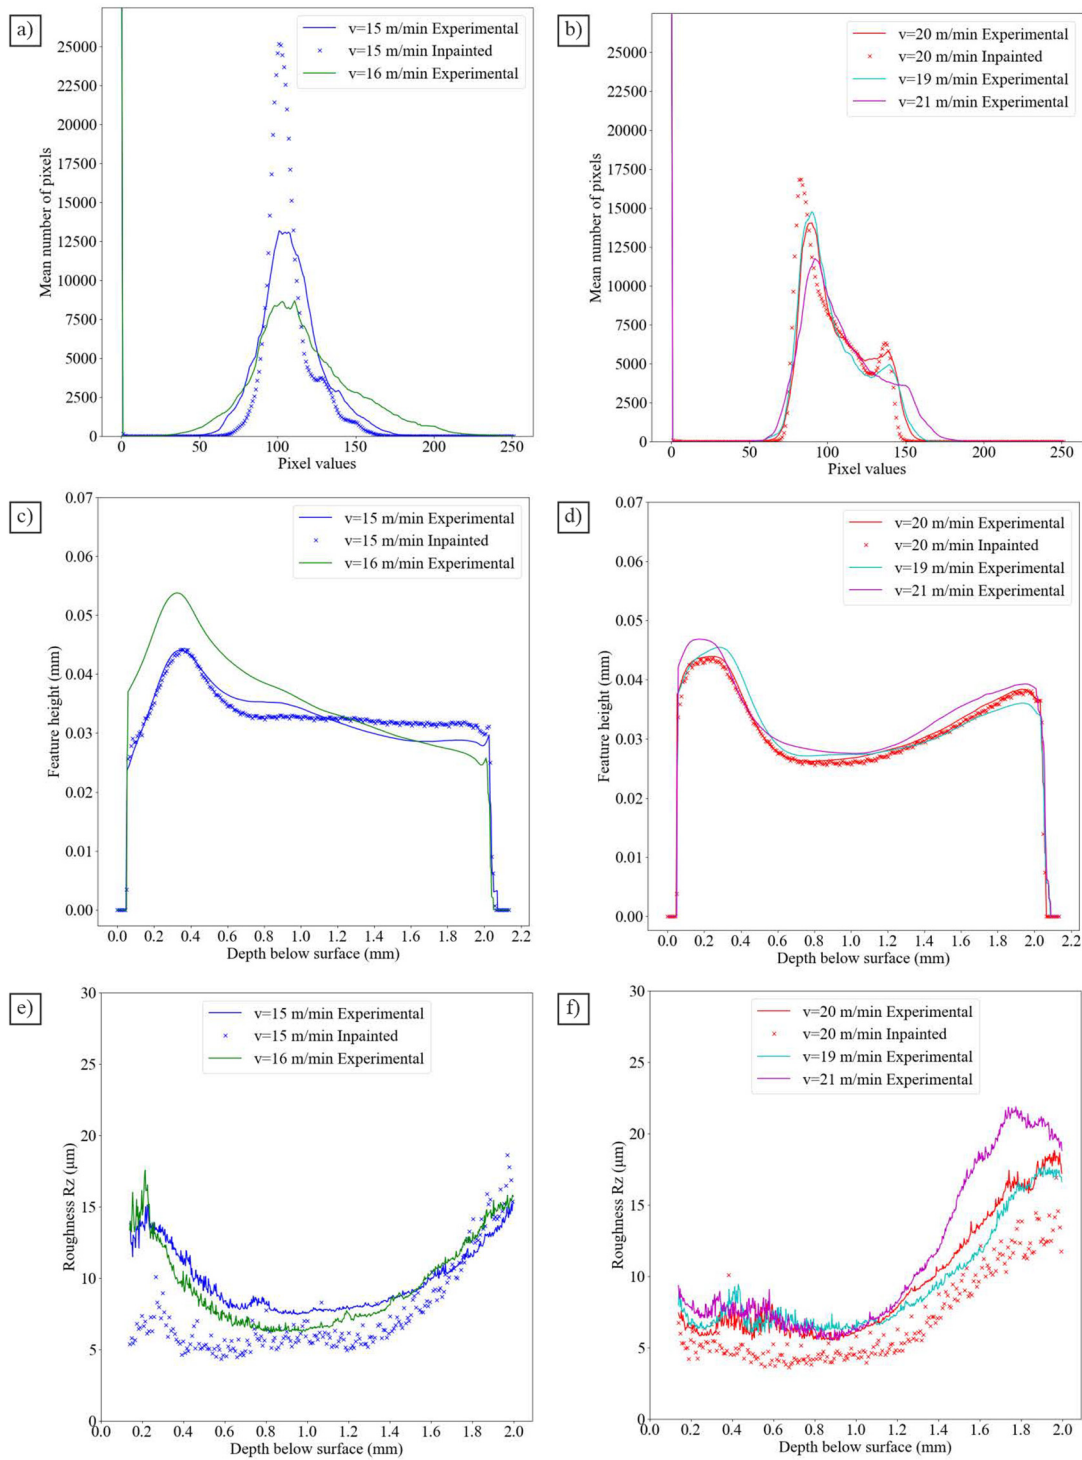 a)
v=15 m/min Experimental
v=15 m/min Inpainted
v=16 m/min Experimental
25000
22500
20000
17500
15000
12500
10000
7500
5000
2500
0
Mean number of pixels
0 50 100 150 200 250
Pixel values
b)
v=20 m/min Experimental
v=20 m/min Inpainted
v=19 m/min Experimental
v=21 m/min Experimental
25000
22500
20000
17500
15000
12500
10000
7500
5000
2500
0
Mean number of pixels
0 50 100 150 200 250
Pixel values
c)
v=15 m/min Experimental
v=15 m/min Inpainted
v=16 m/min Experimental
0.07
0.06
0.05
0.04
0.03
0.02
0.01
0.00
Feature height (mm)
0.0 0.2 0.4 0.6 0.8 1.0 1.2 1.4 1.6 1.8 2.0 2.2
Depth below surface (mm)
d)
v=20 m/min Experimental
v=20 m/min Inpainted
v=19 m/min Experimental
v=21 m/min Experimental
0.07
0.06
0.05
0.04
0.03
0.02
0.01
0.00
Feature height (mm)
0.0 0.2 0.4 0.6 0.8 1.0 1.2 1.4 1.6 1.8 2.0 2.2
Depth below surface (mm)
e)
v=15 m/min Experimental
v=15 m/min Inpainted
v=16 m/min Experimental
30
25
20
15
10
5
0
Roughness Rz (μm)
0.0 0.2 0.4 0.6 0.8 1.0 1.2 1.4 1.6 1.8 2.0
Depth below surface (mm)
f)
v=20 m/min Experimental
v=20 m/min Inpainted
v=19 m/min Experimental
v=21 m/min Experimental
30
25
20
15
10
5
0
Roughness Rz (μm)
0.0 0.2 0.4 0.6 0.8 1.0 1.2 1.4 1.6 1.8 2.0
Depth below surface (mm)